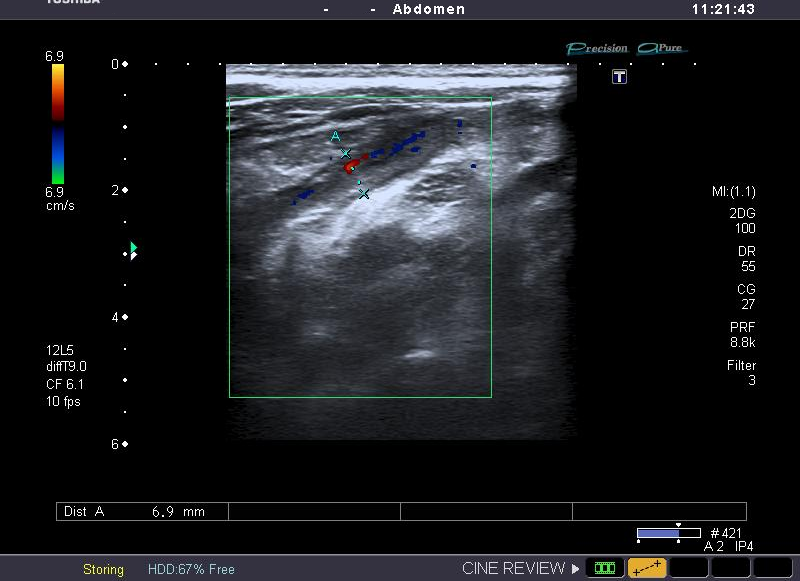 TOSHIBA
- - Abdomen 11:21:43
Precision APure
T
6.9
6.9
cm/s
0
2
4
6
A
MI:(1.1)
2DG
100
DR
55
CG
27
PRF
8.8k
Filter
3
12L5
diffT9.0
CF 6.1
10 fps
Dist A 6.9 mm
#421
A 2 IP4
Storing HDD:67% Free CINE REVIEW